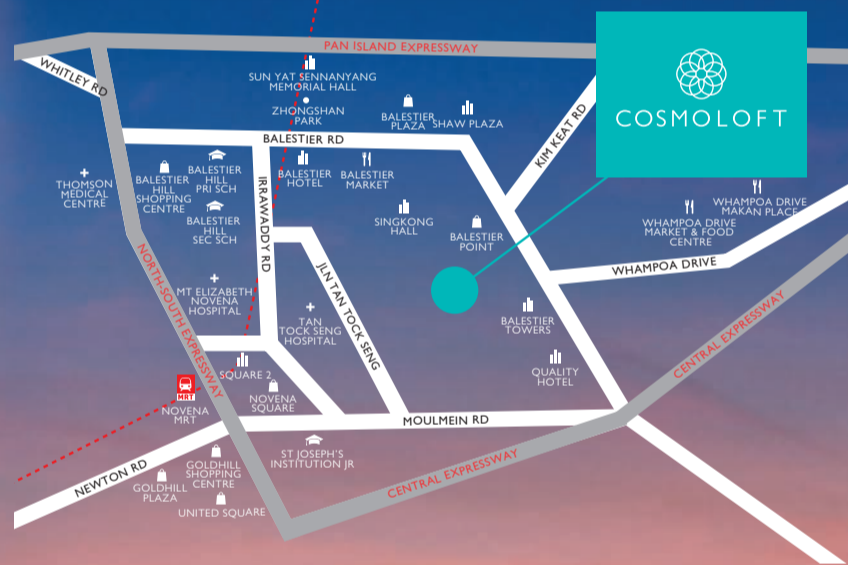 PAN ISLAND EXPRESSWAY
WHITLEY RD
SUN YAT SENNANYANG
MEMORIAL HALL
ZHONGSHAN
PARK
BALESTIER
PLAZA
SHAW PLAZA
COSMOLOFT
BALESTIER RD
KIM KEAT RD
THOMSON
MEDICAL
CENTRE
BALESTIER
HILL
SHOPPING
CENTRE
BALESTIER
HILL
PRI SCH
BALESTIER
HILL
SEC SCH
IRRAWADDY RD
BALESTIER
HOTEL
BALESTIER
MARKET
SINGKONG
HALL
BALESTIER
POINT
WHAMPOA DRIVE
MARKET & FOOD
CENTRE
WHAMPOA DRIVE
MAKAN PLACE
WHAMPOA DRIVE
NORTH-SOUTH EXPRESSWAY
MT ELIZABETH
NOVENA
HOSPITAL
JLN TAN TOCK SENG
TAN
TOCK SENG
HOSPITAL
BALESTIER
TOWERS
QUALITY
HOTEL
CENTRAL EXPRESSWAY
SQUARE 2
NOVENA
SQUARE
MRT
NOVENA
MRT
MOULMEIN RD
NEWTON RD
GOLDHILL
SHOPPING
CENTRE
GOLDHILL
PLAZA
UNITED SQUARE
ST JOSEPH'S
INSTITUTION JR
CENTRAL EXPRESSWAY